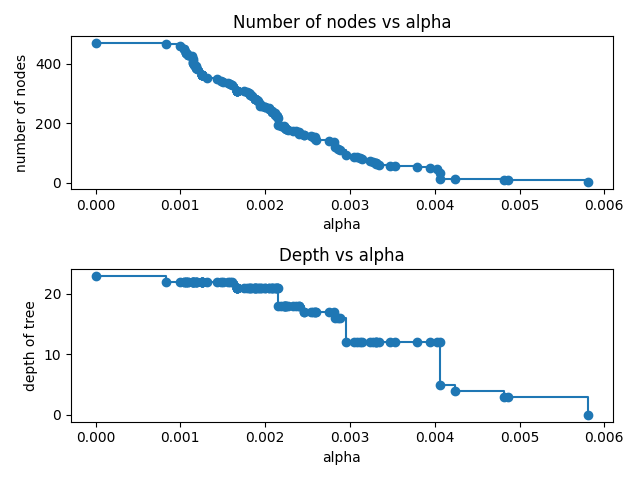 Number of nodes vs alpha
number of nodes
400
200
0
0.000 0.001 0.002 0.003 0.004 0.005 0.006
alpha
Depth vs alpha
depth of tree
20
10
0
0.000 0.001 0.002 0.003 0.004 0.005 0.006
alpha